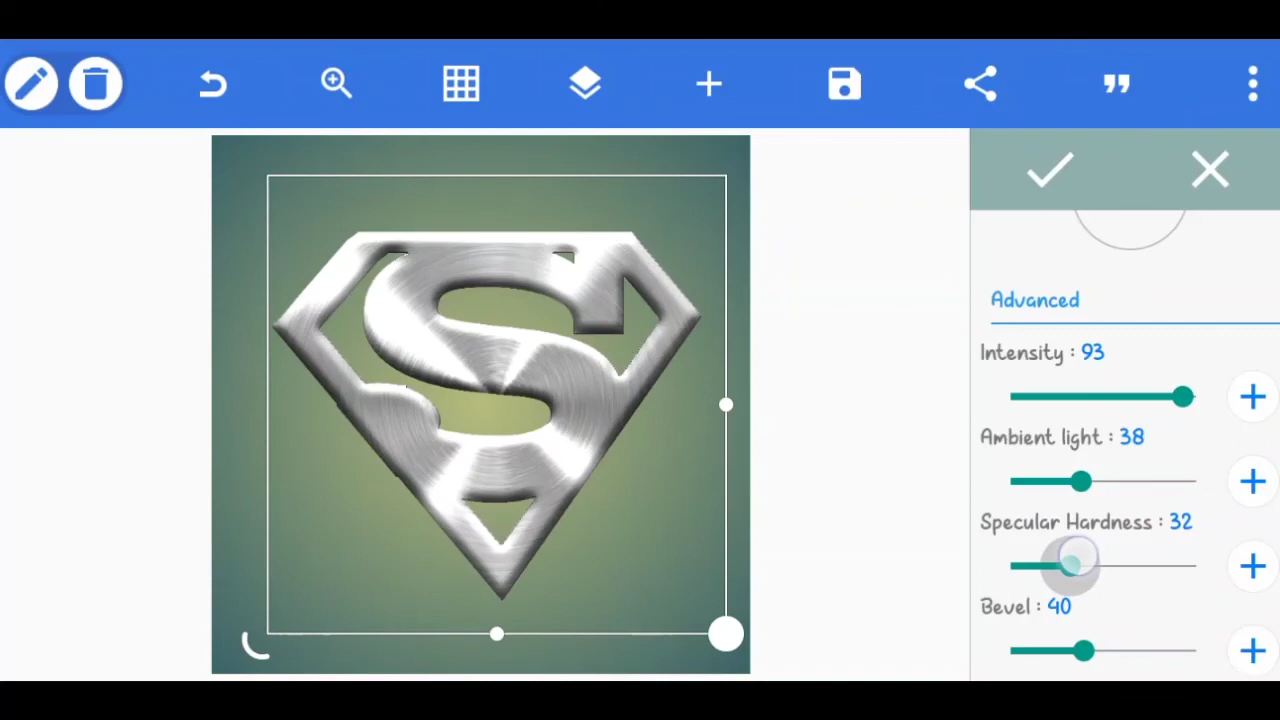 S
Advanced
Intensity : 93
Ambient light : 38
Specular Hardness : 32
Bevel : 40